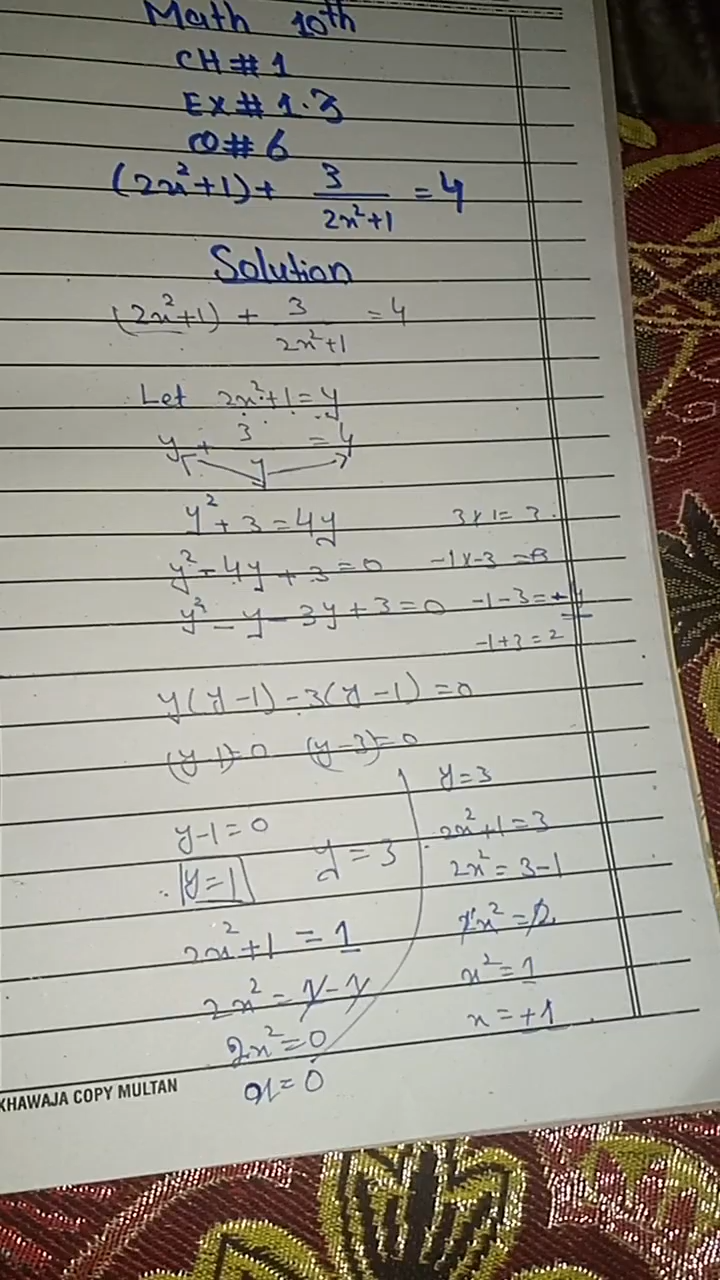 Math 10th
CH # 1
EX # 1.3
Q # 6
(2x²+1) + 3/(2x²+1) = 4
Solution
(2x²+1) + 3/(2x²+1) = 4
Let 2x²+1 = y
y + 3/y = 4
y² + 3 = 4y 3×1 = 3
y² - 4y + 3 = 0 -1×-3 =
y² - y - 3y + 3 = 0 -1-3 =
-1+3 = 2
y(y-1) - 3(y-1) = 0
(y-1)=0 (y-3)=0
y = 3
y-1 = 0
2x²+1 = 3
y=1 y = 3
2x² = 3-1
2x²+1 = 1
2x² = 2
2x² = 1-1
x² = 1
2x² = 0
x = +1
x = 0
KHAWAJA COPY MULTAN